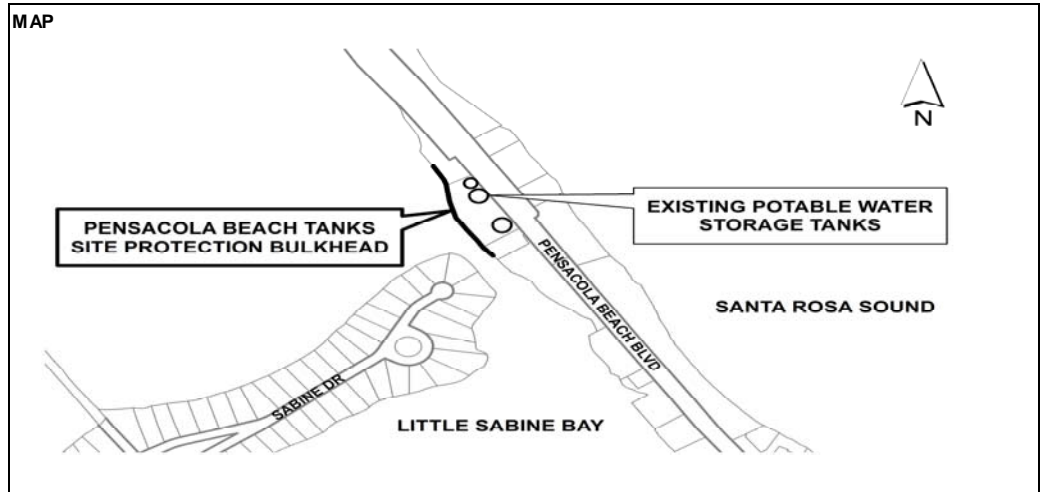 MAP
N
PENSACOLA BEACH TANKS
SITE PROTECTION BULKHEAD
EXISTING POTABLE WATER
STORAGE TANKS
PENSACOLA BEACH BLVD
SANTA ROSA SOUND
SABINE DR
LITTLE SABINE BAY